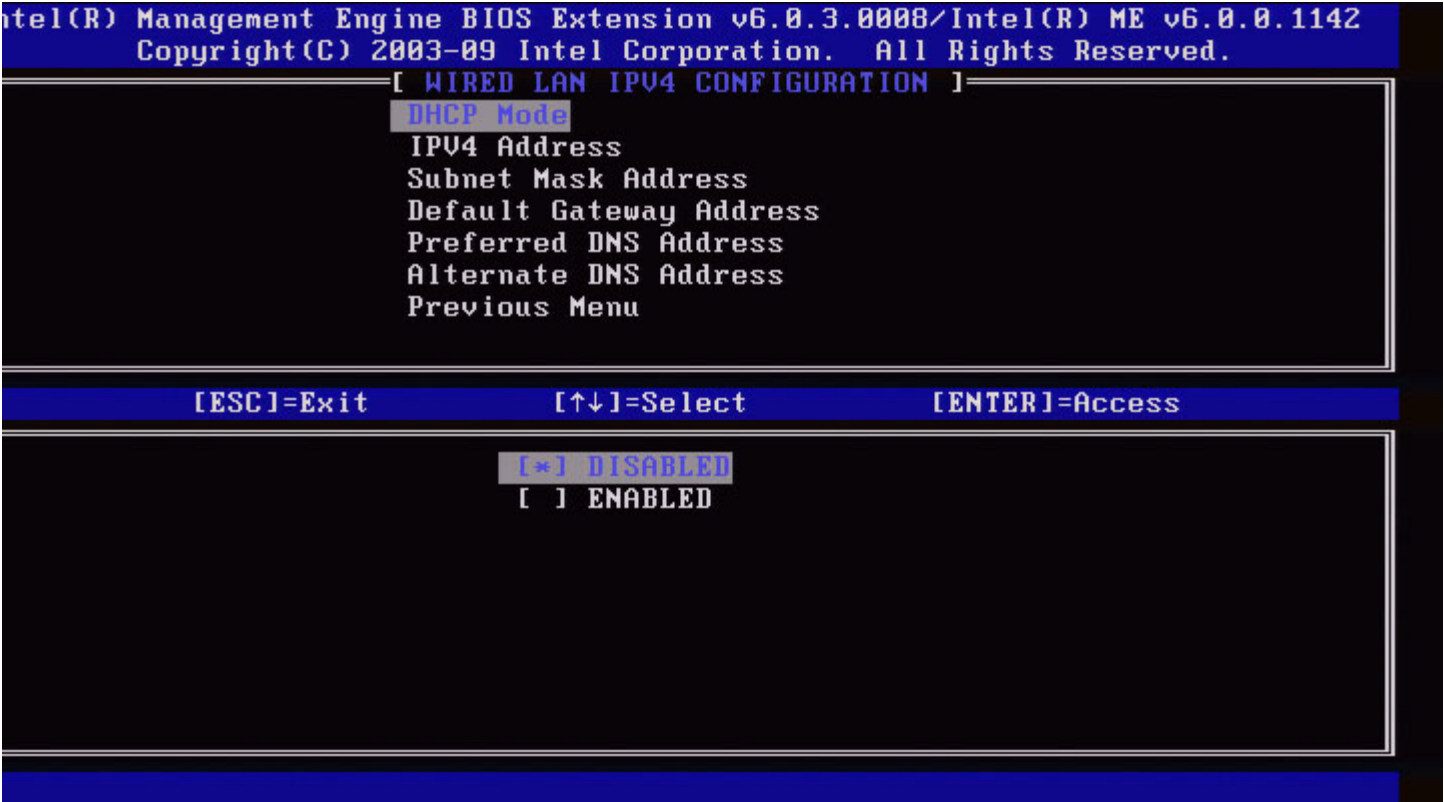 ntel(R) Management Engine BIOS Extension v6.0.3.0008/Intel(R) ME v6.0.0.1142
Copyright(C) 2003-09 Intel Corporation. All Rights Reserved.
[ WIRED LAN IPV4 CONFIGURATION ]
DHCP Mode
IPV4 Address
Subnet Mask Address
Default Gateway Address
Preferred DNS Address
Alternate DNS Address
Previous Menu
[ESC]=Exit [↑↓]=Select [ENTER]=Access
[*] DISABLED
[ ] ENABLED